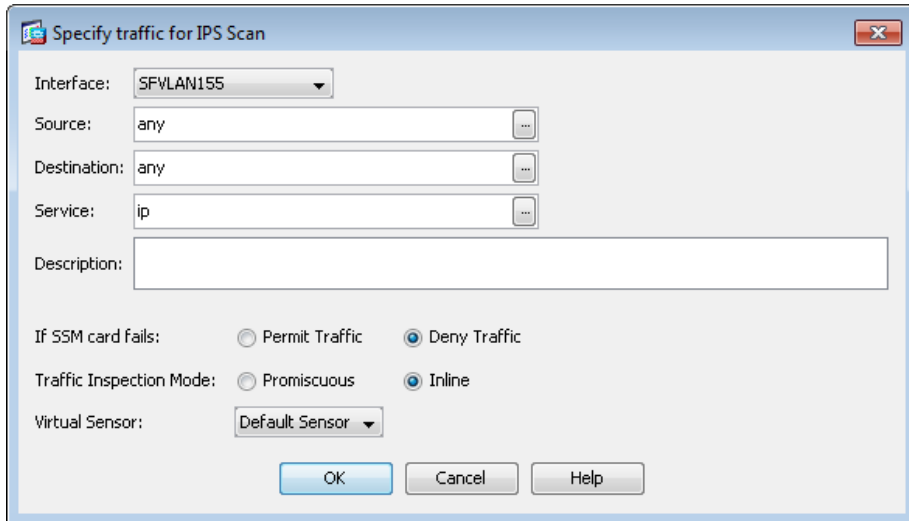 Specify traffic for IPS Scan
Interface: SFVLAN155
Source: any ...
Destination: any ...
Service: ip ...
Description:
If SSM card fails: Permit Traffic Deny Traffic
Traffic Inspection Mode: Promiscuous Inline
Virtual Sensor: Default Sensor
OK Cancel Help